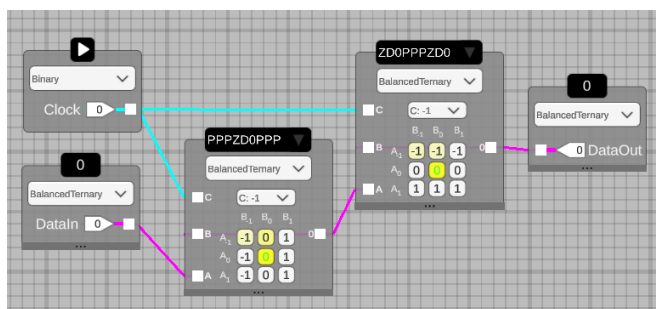 Binary
Clock 0
0
BalancedTernary
DataIn 0
PPPZD0PPP
BalancedTernary
C
C: -1
B₁ B₀ B₁
B A₁ -1 0 1 0
A₀ -1 0 1
A A₁ -1 0 1
ZD0PPPZD0
BalancedTernary
C
C: -1
B₁ B₀ B₁
B A₁ -1 -1 -1 0
A₀ 0 0 0
A A₁ 1 1 1
0
BalancedTernary
0 DataOut